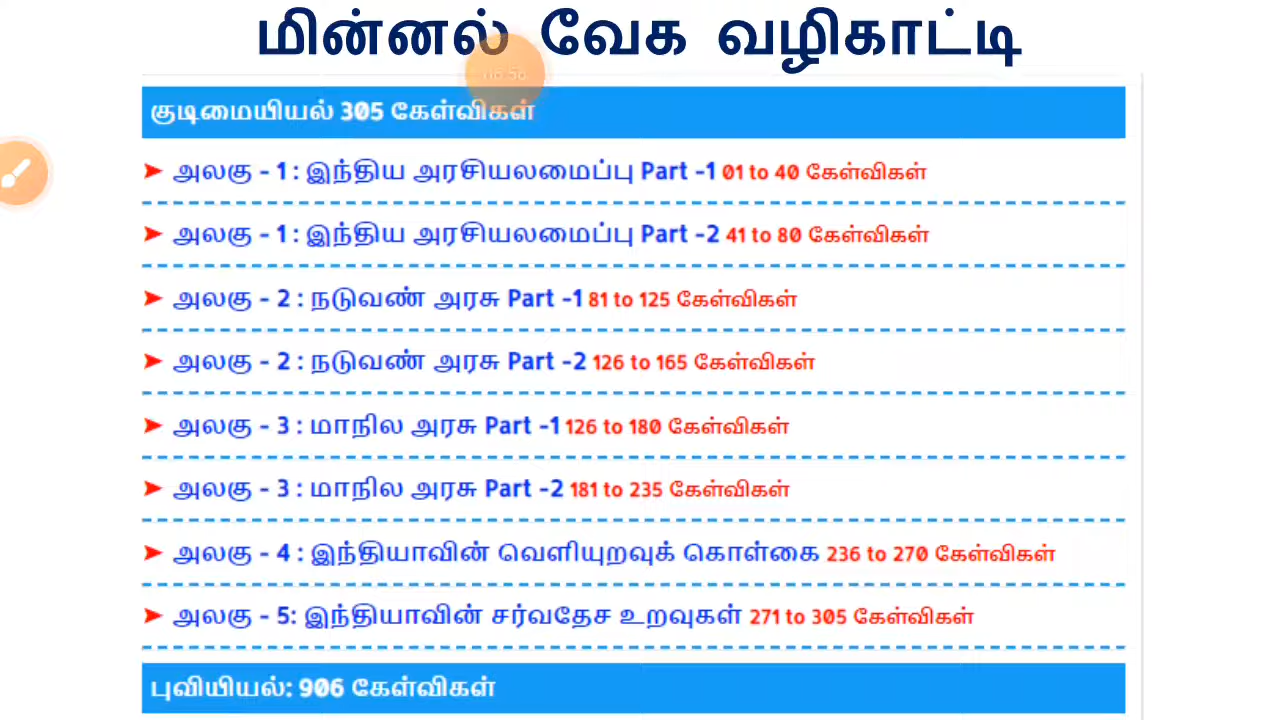 மின்னல் வேக வழிகாட்டி
குடிமையியல் 305 கேள்விகள்
➤ அலகு - 1 : இந்திய அரசியலமைப்பு Part -1 01 to 40 கேள்விகள்
➤ அலகு - 1: இந்திய அரசியலமைப்பு Part -2 41 to 80 கேள்விகள்
➤ அலகு - 2 : நடுவண் அரசு Part -1 81 to 125 கேள்விகள்
➤ அலகு - 2 : நடுவண் அரசு Part -2 126 to 165 கேள்விகள்
➤ அலகு - 3 : மாநில அரசு Part -1 126 to 180 கேள்விகள்
➤ அலகு - 3 : மாநில அரசு Part -2 181 to 235 கேள்விகள்
➤ அலகு - 4 : இந்தியாவின் வெளியுறவுக் கொள்கை 236 to 270 கேள்விகள்
➤ அலகு - 5: இந்தியாவின் சர்வதேச உறவுகள் 271 to 305 கேள்விகள்
புவியியல்: 906 கேள்விகள்